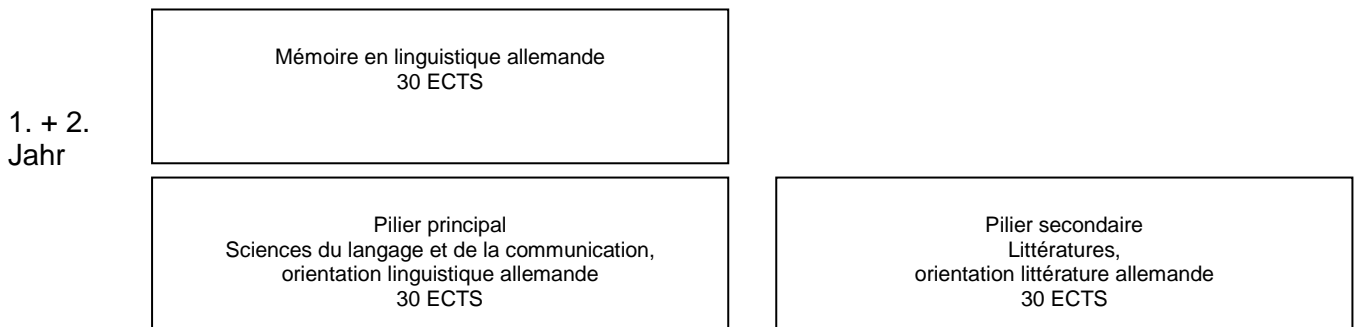 Mémoire en linguistique allemande
30 ECTS
1. + 2.
Jahr
Pilier principal
Sciences du langage et de la communication,
orientation linguistique allemande
30 ECTS
Pilier secondaire
Littératures,
orientation littérature allemande
30 ECTS